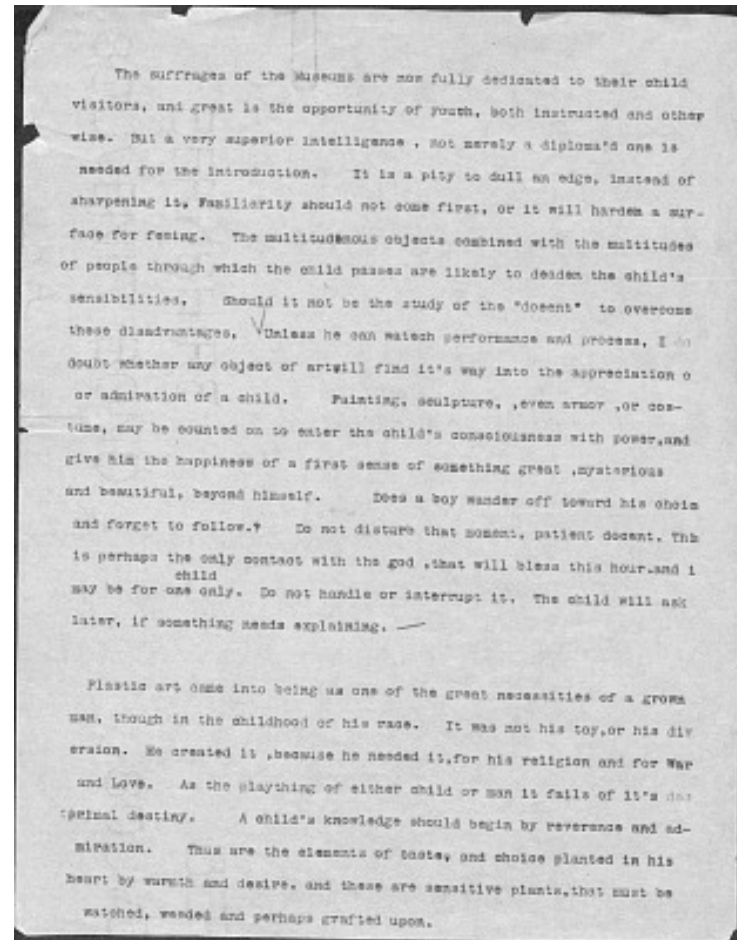 The suffrages of the Museums are now fully dedicated to their child
visitors, and great is the opportunity of youth, both instructed and other
wise. But a very superior intelligence , not merely a diploma'd one is
needed for the introduction. It is a pity to dull an edge, instead of
sharpening it, Familiarity should not come first, or it will harden a sur-
face for The multitudenous objects combined with the multitudes
of people through which the child passes are likely to deaden the child's
sensibilities. Should it not be the study of the "docent" to overcome
these disadvantages. Unless he can watech performance and process, I do
doubt whether any object of artwill find it's way into the appreciation o
or admiration of a child. Painting, sculpture, ,even armor ,or cos-
tume, may be counted on to enter the child's consciousness with power,and
give him the happiness of a first sense of something great ,mysterious
and beautiful, beyond himself. Does a boy wander off toward his choic
and forget to follow.? Do not disture that moment, patient docent. This
is perhaps the only contact with the god ,that will bless this hour.and i
child
may be for one only. Do not handle or interrupt it. The child will ask
later, if something needs explaining. —
Plastic art came into being as one of the great necessities of a grown
man, though in the childhood of his race. It was not his toy,or his div
ersion. He created it ,because he needed it,for his religion and for War
and Love. As the plaything of either child or man it fails of it's
primal destiny. A child's knowledge should begin by reverance and ad-
miration. Thus are the elements of taste, and choice planted in his
heart by warmth and desire. and these are sensitive plants,that must be
watched, weeded and perhaps grafted upon.